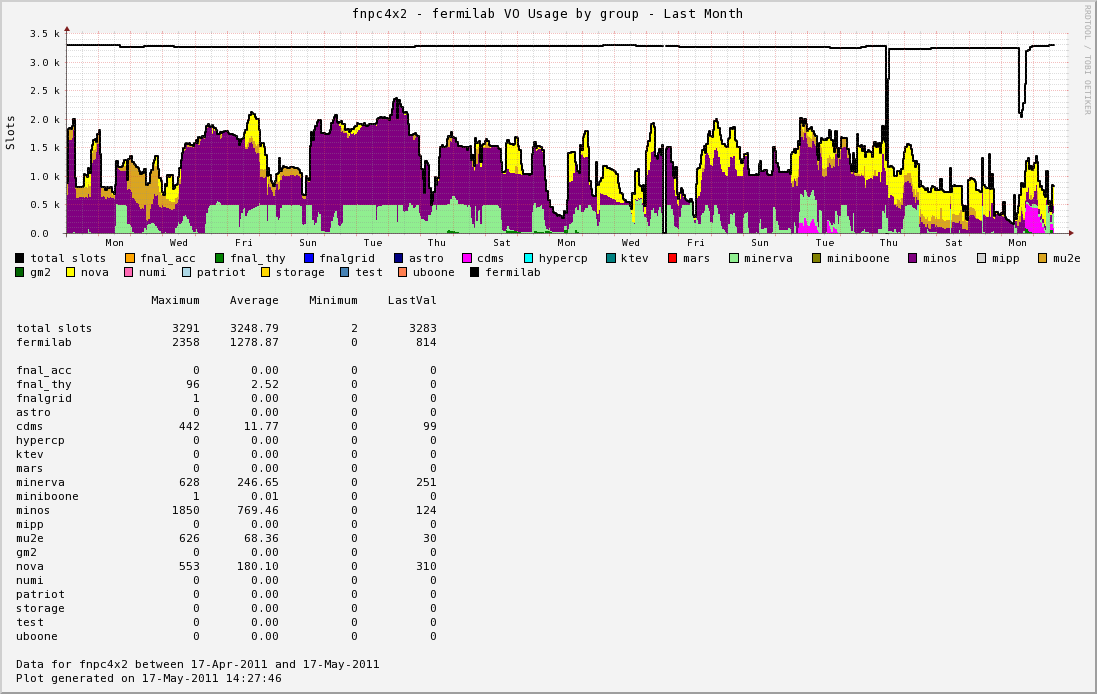 fnpc4x2 - fermilab VO Usage by group - Last Month
RRDTOOL / TOBI OETIKER
Slots
3.5 k
3.0 k
2.5 k
2.0 k
1.5 k
1.0 k
0.5 k
0.0
Mon Wed Fri Sun Tue Thu Sat Mon Wed Fri Sun Tue Thu Sat Mon
total slots fnal_acc fnal_thy fnalgrid astro cdms hypercp ktev mars minerva miniboone minos mipp mu2e
gm2 nova numi patriot storage test uboone fermilab
Maximum Average Minimum LastVal
total slots 3291 3248.79 2 3283
fermilab 2358 1278.87 0 814
fnal_acc 0 0.00 0 0
fnal_thy 96 2.52 0 0
fnalgrid 1 0.00 0 0
astro 0 0.00 0 0
cdms 442 11.77 0 99
hypercp 0 0.00 0 0
ktev 0 0.00 0 0
mars 0 0.00 0 0
minerva 628 246.65 0 251
miniboone 1 0.01 0 0
minos 1850 769.46 0 124
mipp 0 0.00 0 0
mu2e 626 68.36 0 30
gm2 0 0.00 0 0
nova 553 180.10 0 310
numi 0 0.00 0 0
patriot 0 0.00 0 0
storage 0 0.00 0 0
test 0 0.00 0 0
uboone 0 0.00 0 0
Data for fnpc4x2 between 17-Apr-2011 and 17-May-2011
Plot generated on 17-May-2011 14:27:46